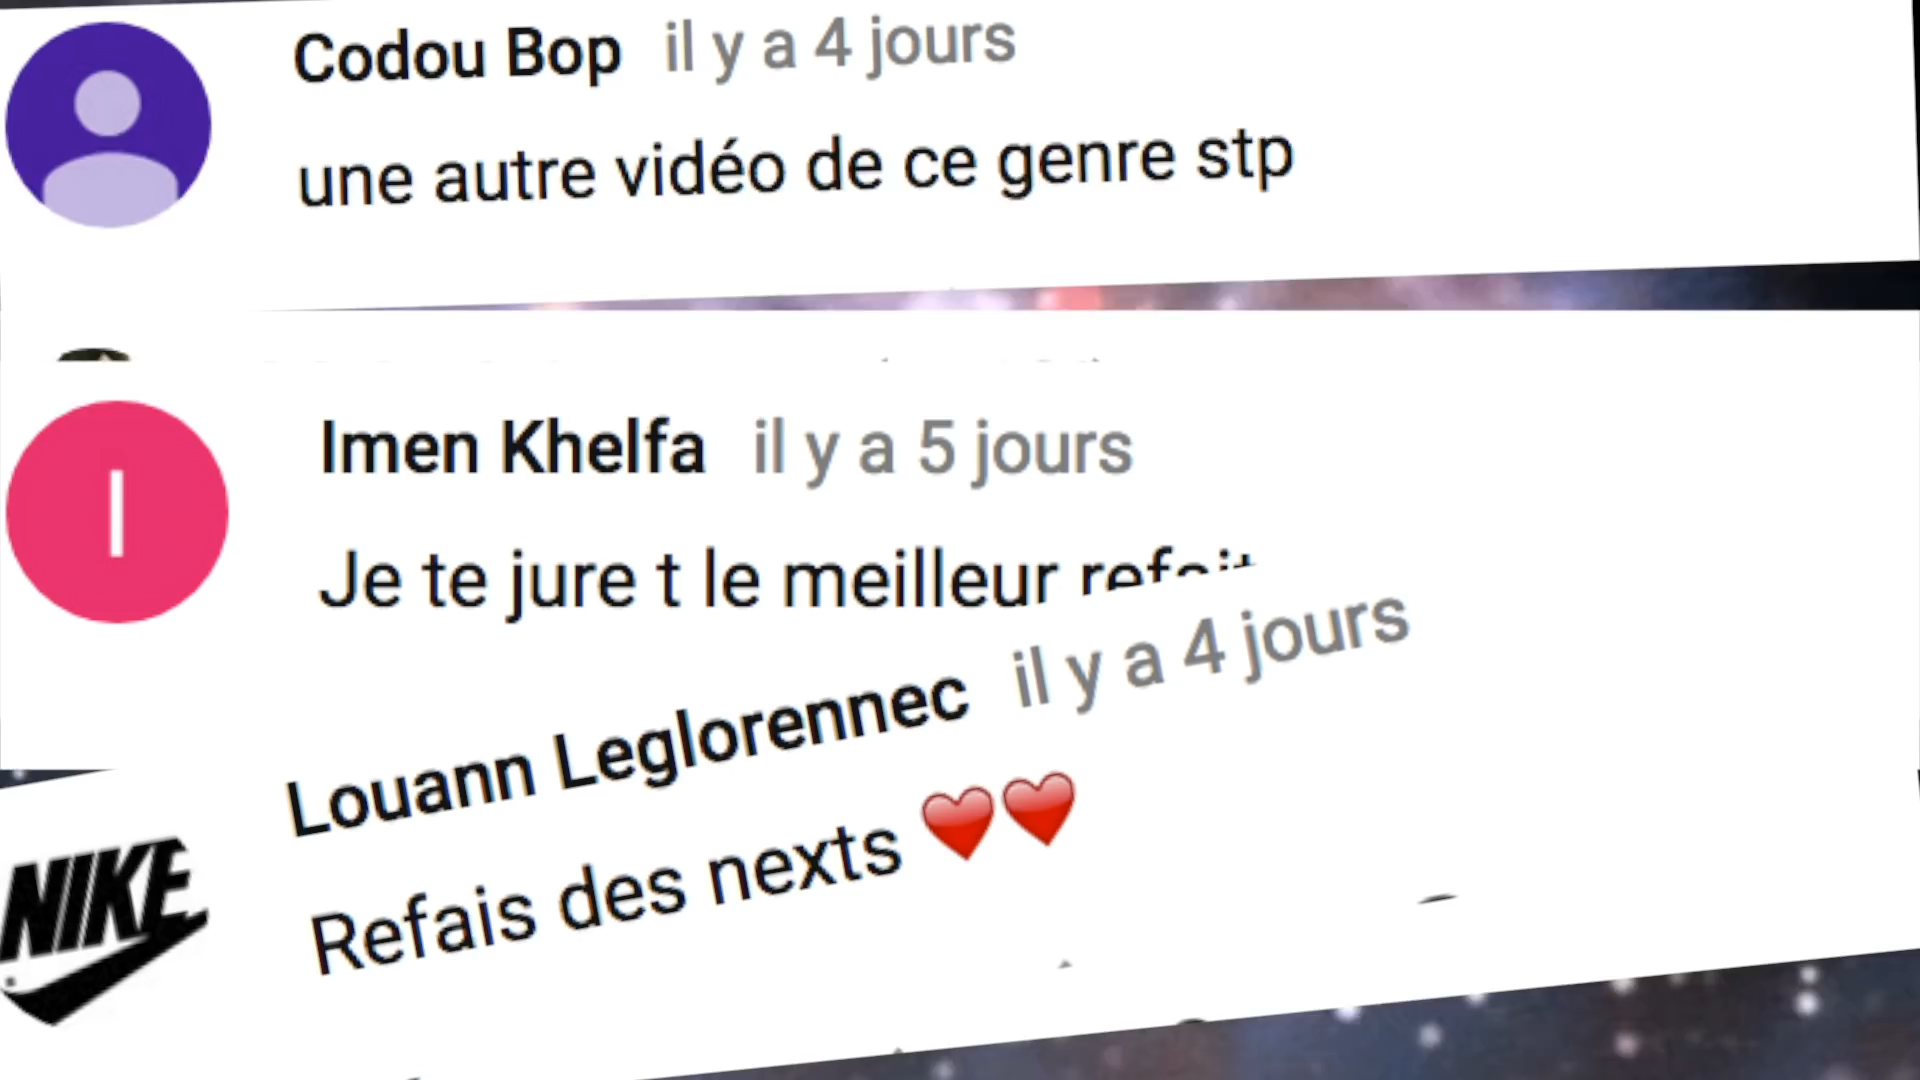 Codou Bop il y a 4 jours
une autre vidéo de ce genre stp
Imen Khelfa il y a 5 jours
I
Je te jure t le meilleur refait
Louann Leglorennec il y a 4 jours
Refais des nexts ❤️❤️
NIKE